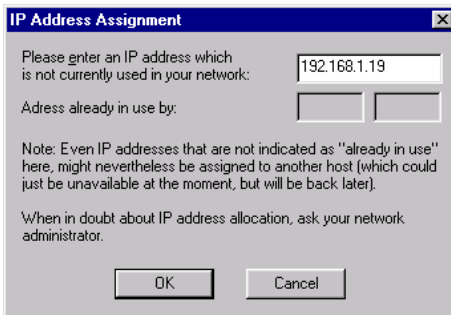 IP Address Assignment
Please enter an IP address which
is not currently used in your network:
192.168.1.19
Adress already in use by:
Note: Even IP addresses that are not indicated as "already in use"
here, might nevertheless be assigned to another host (which could
just be unavailable at the moment, but will be back later).
When in doubt about IP address allocation, ask your network
administrator.
OK
Cancel